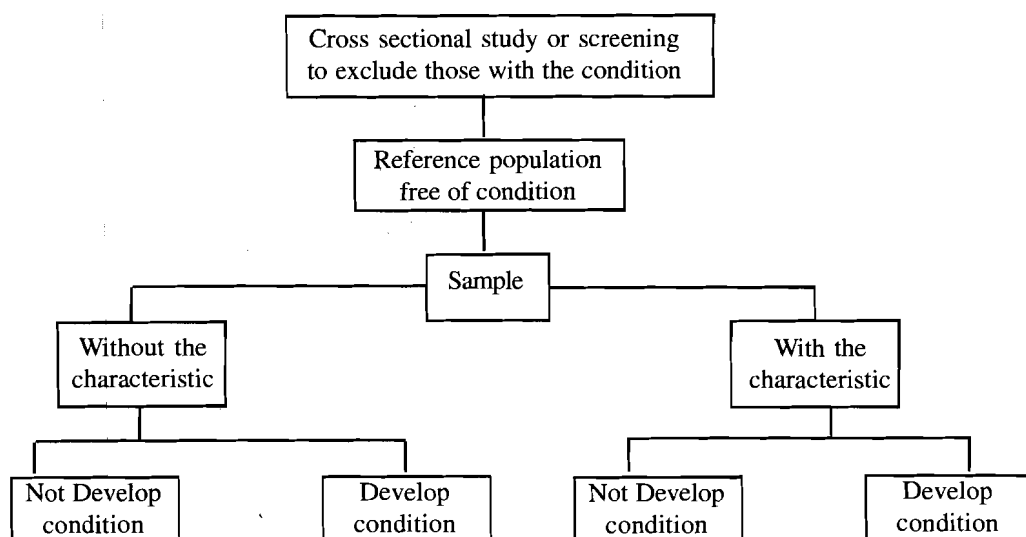 Cross sectional study or screening
to exclude those with the condition
Reference population
free of condition
Sample
Without the
characteristic
With the
characteristic
Not Develop
condition
Develop
condition
Not Develop
condition
Develop
condition